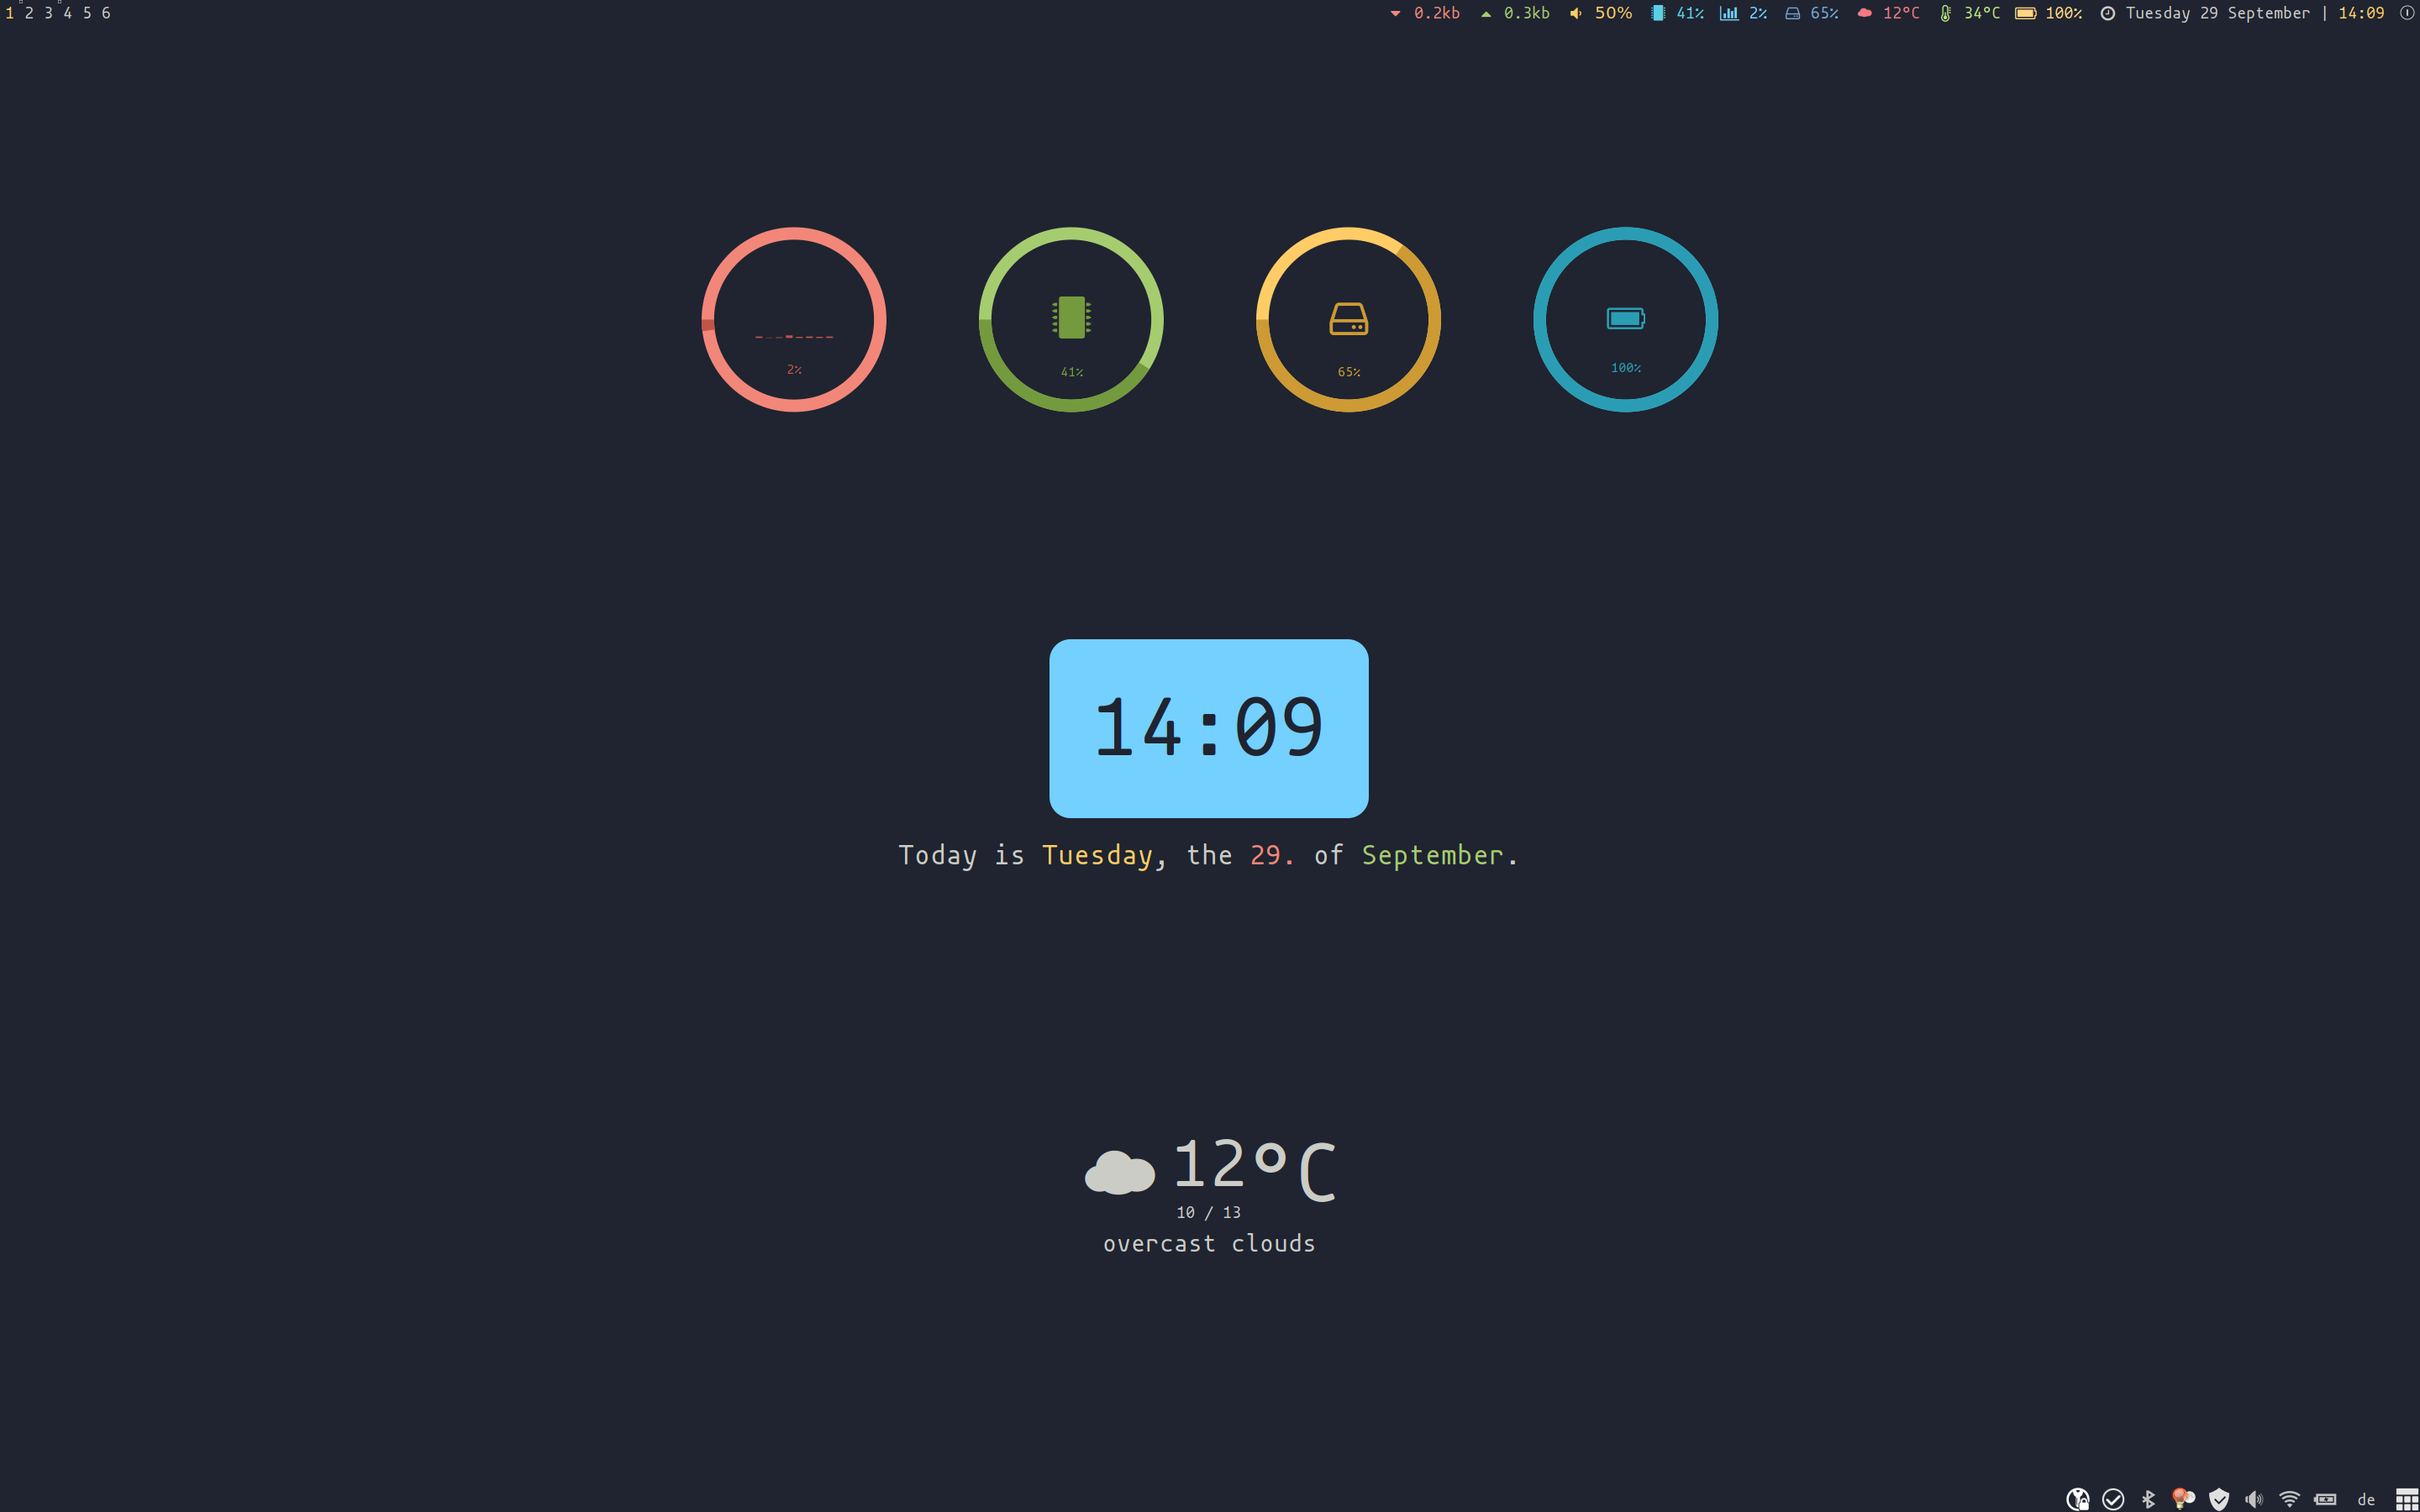 1 2 3 4 5 6
0.2kb 0.3kb 50% 41% 2% 65% 12°C 34°C 100% Tuesday 29 September | 14:09
2% 41% 65% 100%
14:09
Today is Tuesday, the 29. of September.
12°C
10 / 13
overcast clouds
de